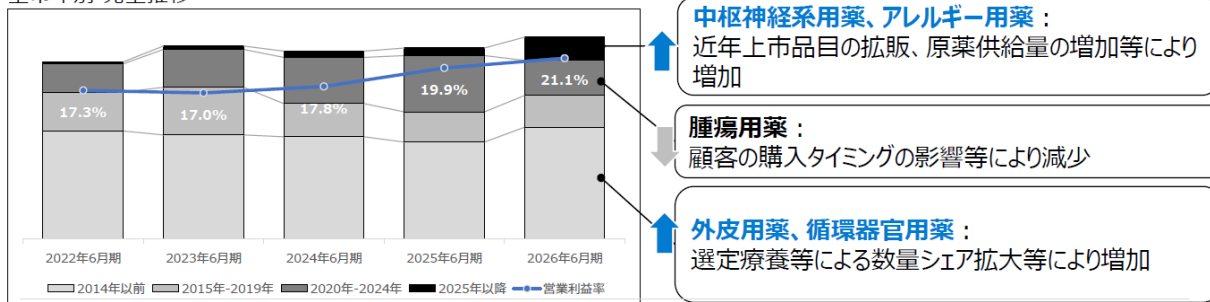 中枢神経系用薬、アレルギー用薬：
近年上市品目の拡販、原薬供給量の増加等により
増加
17.3%
17.0%
17.8%
19.9%
21.1%
腫瘍用薬：
顧客の購入タイミングの影響等により減少
外皮用薬、循環器官用薬：
選定療養等による数量シェア拡大等により増加
2022年6月期 2023年6月期 2024年6月期 2025年6月期 2026年6月期
2014年以前 2015年-2019年 2020年-2024年 2025年以降 営業利益率